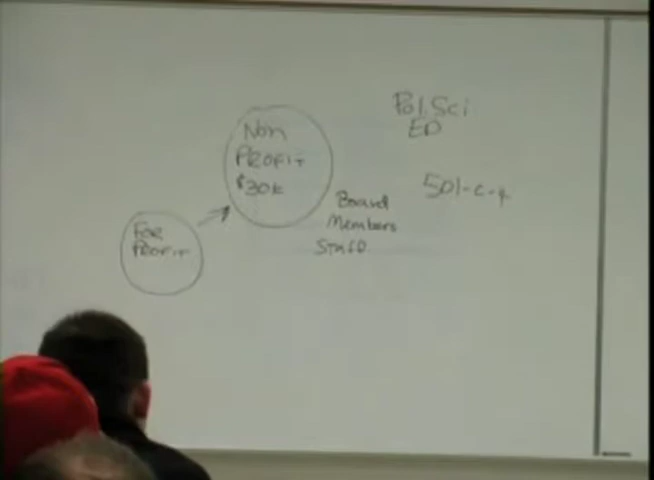 Pol.Sci
ED
Non
PROFIT
$30K
501-c-4
Board
Members
Staff
FOR
PROFIT